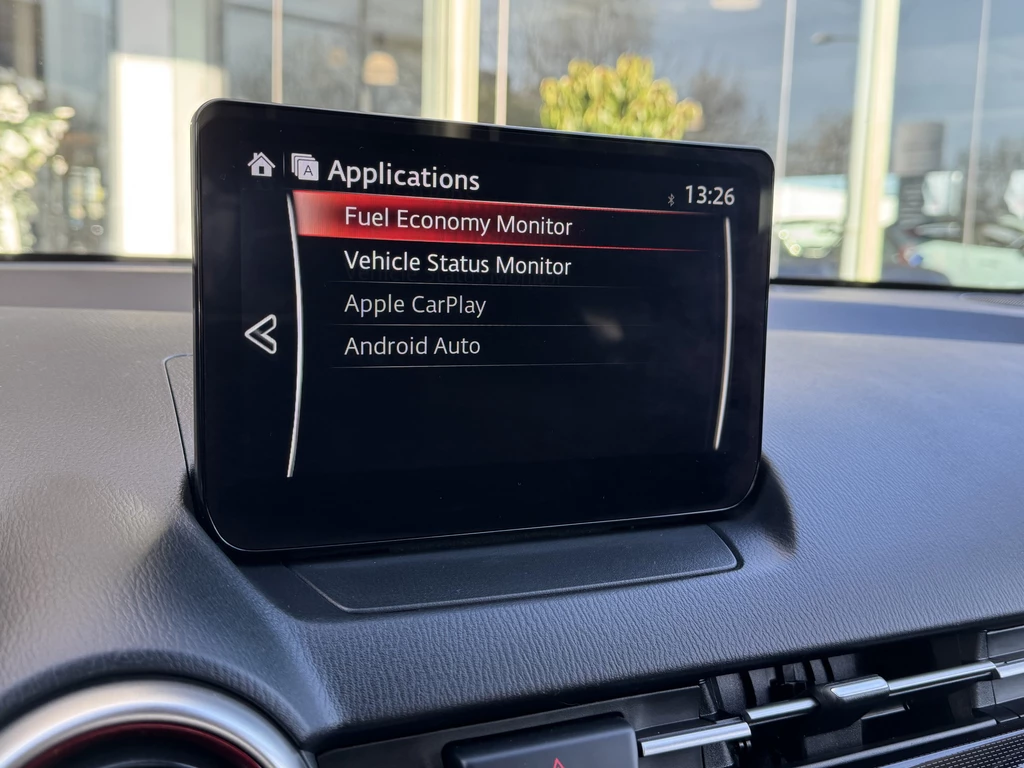 Applications
13:26
Fuel Economy Monitor
Vehicle Status Monitor
Apple CarPlay
Android Auto